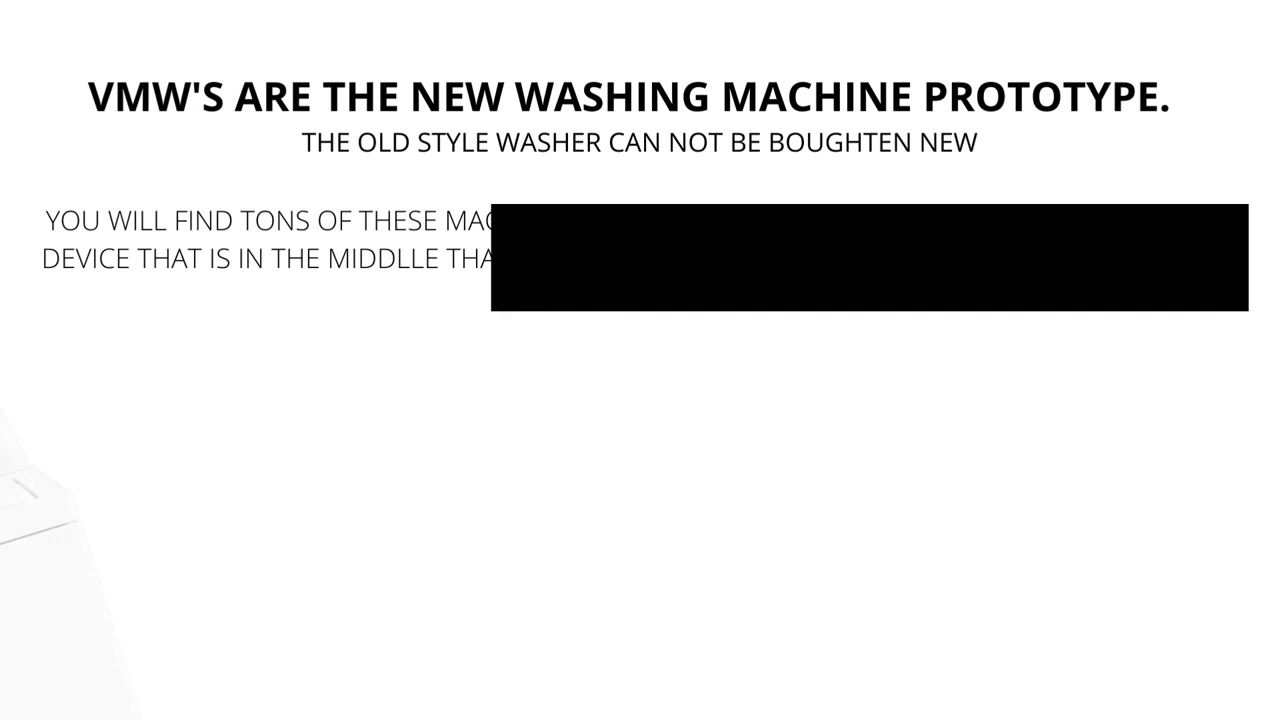 VMW'S ARE THE NEW WASHING MACHINE PROTOTYPE.
THE OLD STYLE WASHER CAN NOT BE BOUGHTEN NEW
YOU WILL FIND TONS OF THESE
DEVICE THAT IS IN THE MIDDLLE